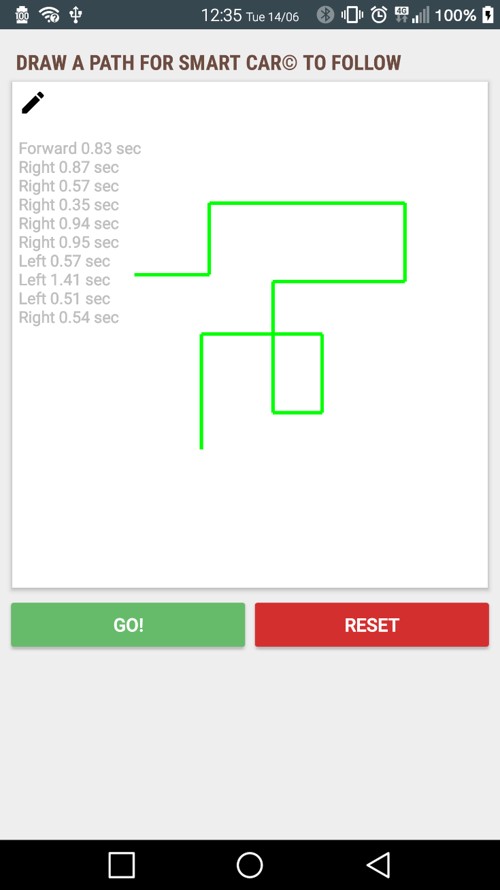 100 12:35 Tue 14/06 4G 100%
DRAW A PATH FOR SMART CAR© TO FOLLOW
Forward 0.83 sec
Right 0.87 sec
Right 0.57 sec
Right 0.35 sec
Right 0.94 sec
Right 0.95 sec
Left 0.57 sec
Left 1.41 sec
Left 0.51 sec
Right 0.54 sec
GO! RESET